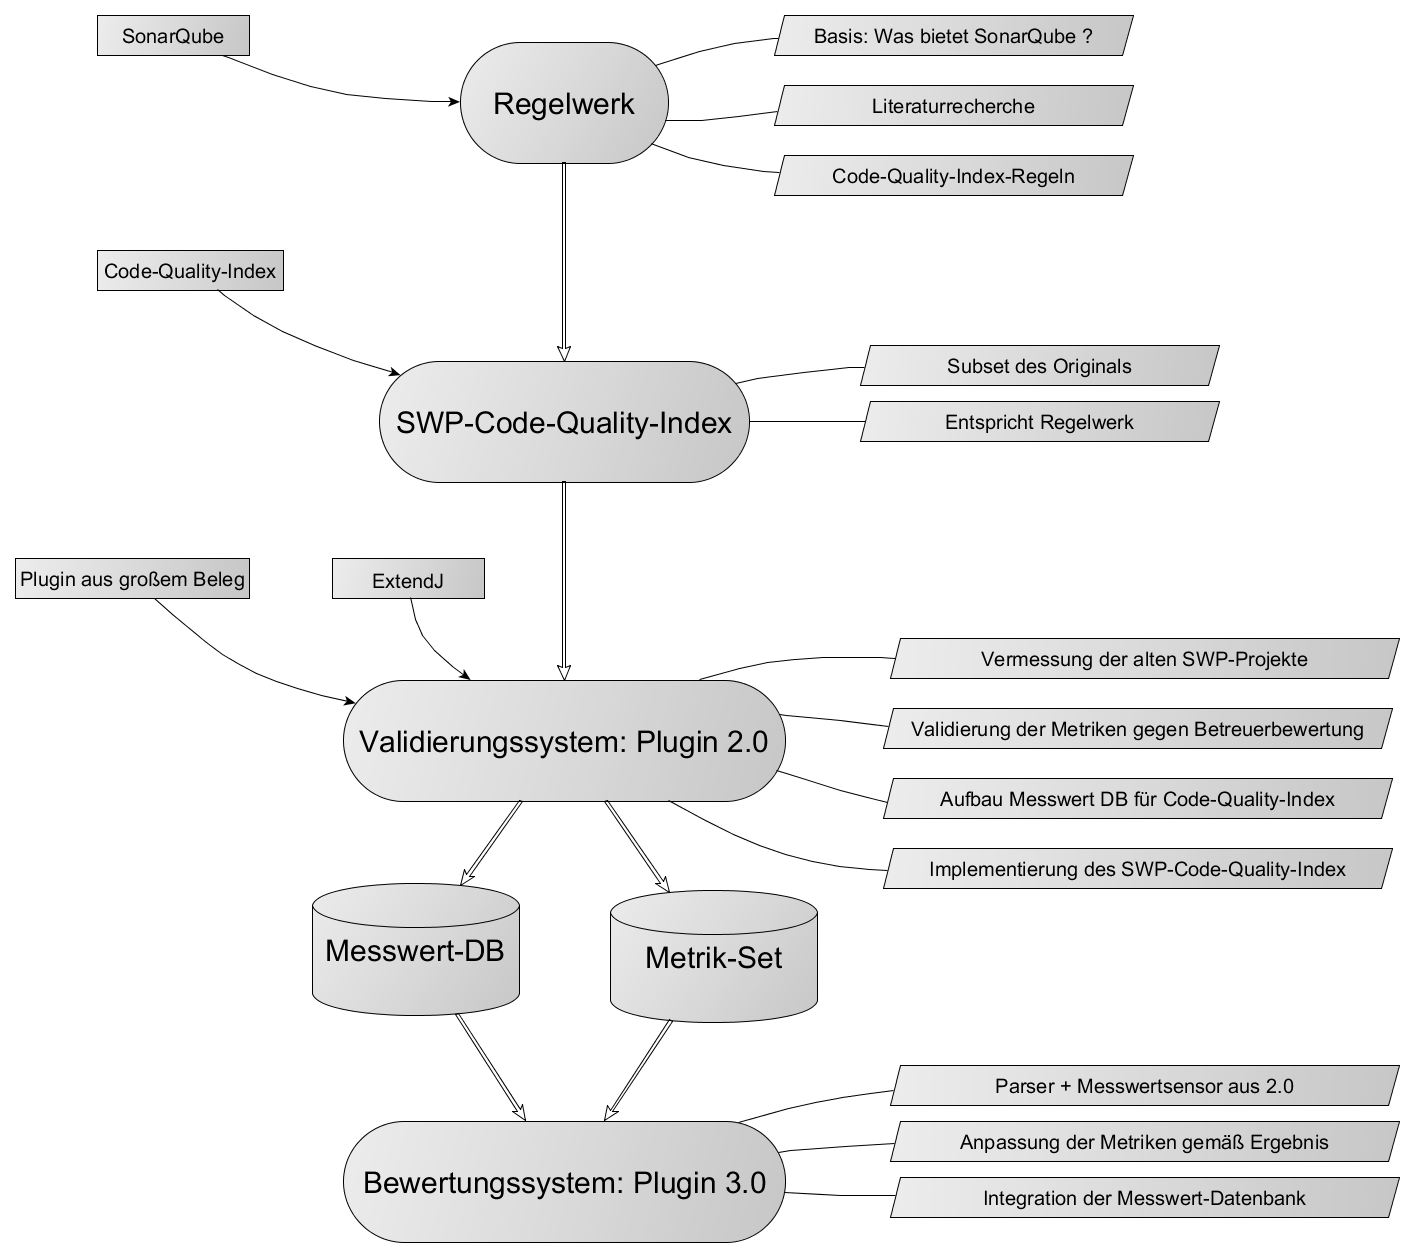 SonarQube
Basis: Was bietet SonarQube ?
Regelwerk
Literaturrecherche
Code-Quality-Index-Regeln
Code-Quality-Index
Subset des Originals
SWP-Code-Quality-Index
Entspricht Regelwerk
Plugin aus großem Beleg
ExtendJ
Vermessung der alten SWP-Projekte
Validierungssystem: Plugin 2.0
Validierung der Metriken gegen Betreuerbewertung
Aufbau Messwert DB für Code-Quality-Index
Implementierung des SWP-Code-Quality-Index
Messwert-DB
Metrik-Set
Parser + Messwertsensor aus 2.0
Anpassung der Metriken gemäß Ergebnis
Bewertungssystem: Plugin 3.0
Integration der Messwert-Datenbank